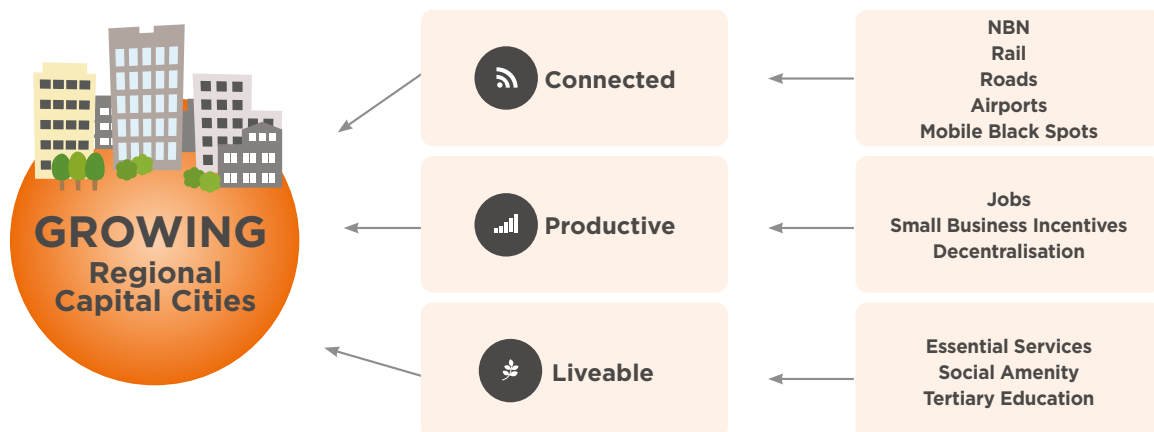 GROWING
Regional
Capital Cities
Connected
NBN
Rail
Roads
Airports
Mobile Black Spots
Productive
Jobs
Small Business Incentives
Decentralisation
Liveable
Essential Services
Social Amenity
Tertiary Education